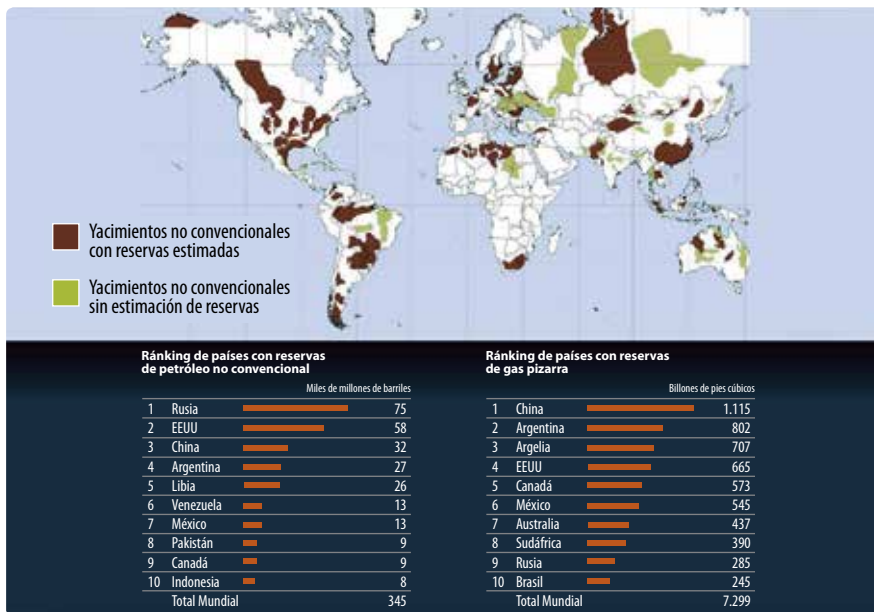 Yacimientos no convencionales
con reservas estimadas
Yacimientos no convencionales
sin estimación de reservas
Ránking de países con reservas
de petróleo no convencional
Miles de millones de barriles
1 Rusia 75
2 EEUU 58
3 China 32
4 Argentina 27
5 Libia 26
6 Venezuela 13
7 México 13
8 Pakistán 9
9 Canadá 9
10 Indonesia 8
Total Mundial 345
Ránking de países con reservas
de gas pizarra
Billones de pies cúbicos
1 China 1.115
2 Argentina 802
3 Argelia 707
4 EEUU 665
5 Canadá 573
6 México 545
7 Australia 437
8 Sudáfrica 390
9 Rusia 285
10 Brasil 245
Total Mundial 7.299